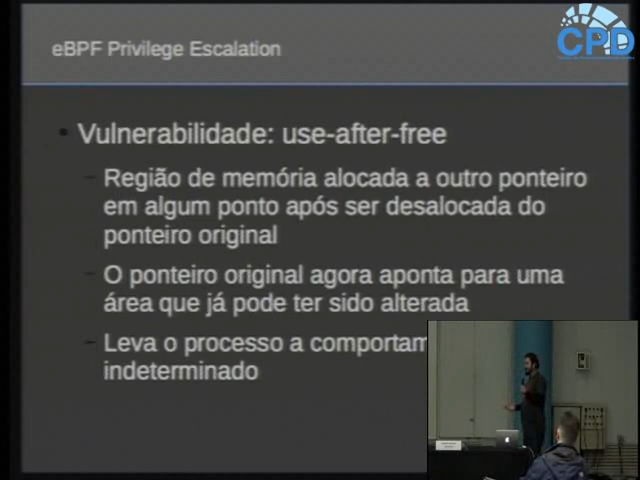 eBPF Privilege Escalation
CPD
Vulnerabilidade: use-after-free
Região de memória alocada a outro ponteiro
em algum ponto após ser desalocada do
ponteiro original
O ponteiro original agora aponta para uma
área que já pode ter sido alterada
Leva o processo a comportam
indeterminado